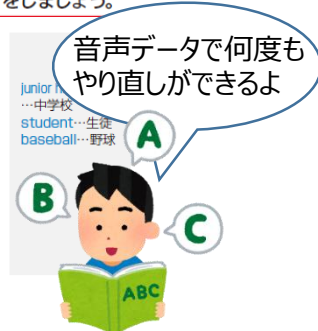 をしましょう。
音声データで何度も
やり直しができるよ
junior h
…中学校
student…生徒
baseball…野球
A
B
C
ABC